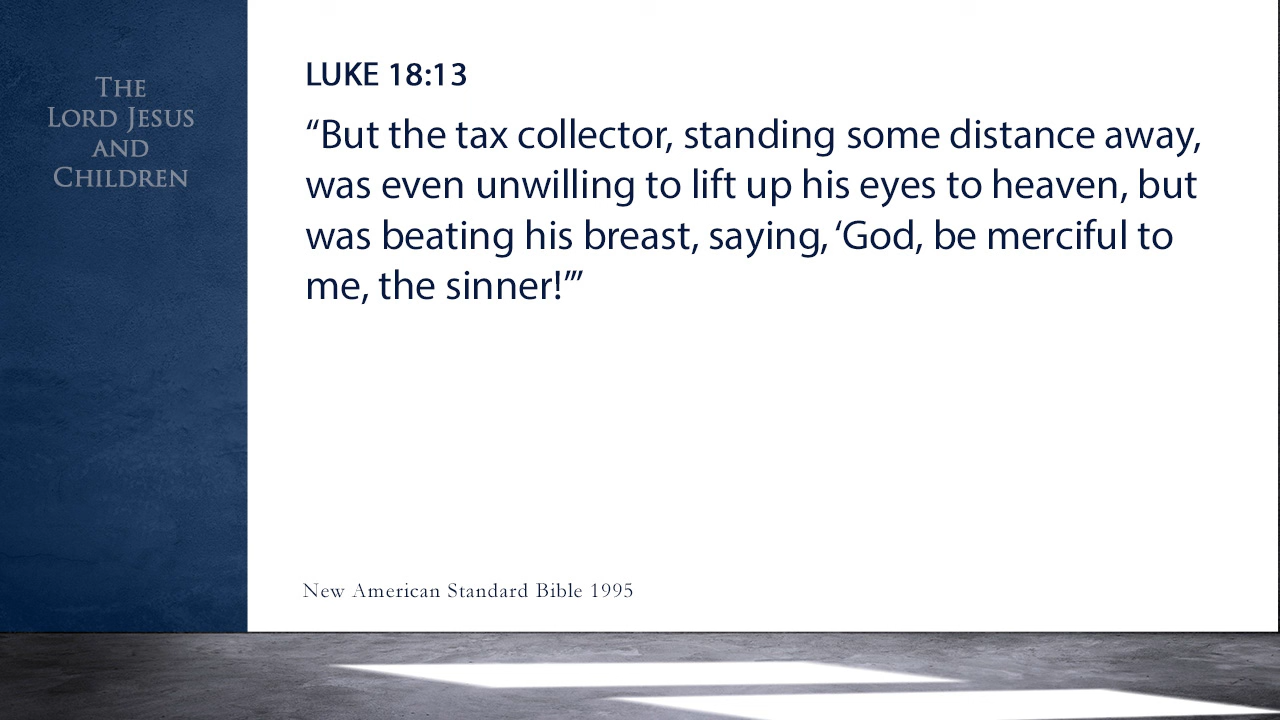 The
Lord Jesus
and
Children
LUKE 18:13
“But the tax collector, standing some distance away,
was even unwilling to lift up his eyes to heaven, but
was beating his breast, saying, ‘God, be merciful to
me, the sinner!’”
New American Standard Bible 1995